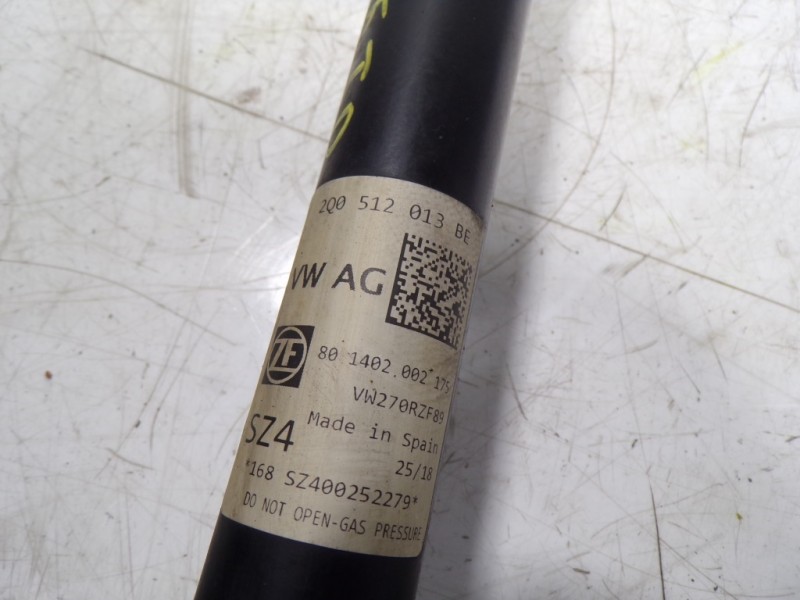 2Q0 512 013 BE
VW AG
ZF
80 1402.002 175
VW270RZF89
SZ4
Made in Spain
25/18
*168 SZ400252279*
DO NOT OPEN-GAS PRESSURE